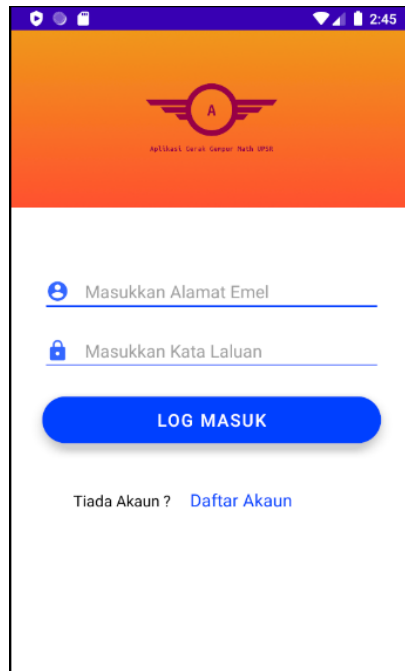 2:45
A
Aplikasi Gerak Gempur Math UPSR
Masukkan Alamat Emel
Masukkan Kata Laluan
LOG MASUK
Tiada Akaun ? Daftar Akaun